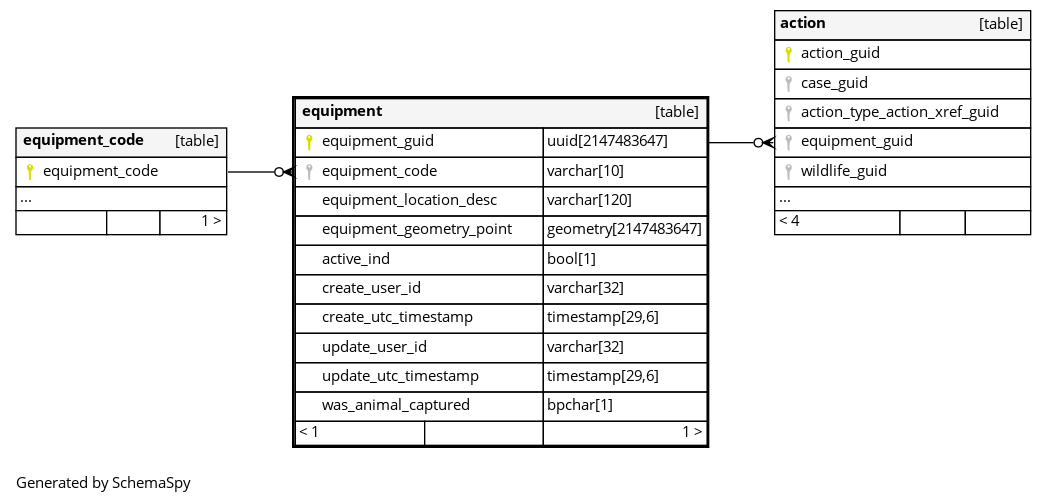 equipment_code [table]
equipment_code
...
1 >
equipment [table]
equipment_guid uuid[2147483647]
equipment_code varchar[10]
equipment_location_desc varchar[120]
equipment_geometry_point geometry[2147483647]
active_ind bool[1]
create_user_id varchar[32]
create_utc_timestamp timestamp[29,6]
update_user_id varchar[32]
update_utc_timestamp timestamp[29,6]
was_animal_captured bpchar[1]
< 1 1 >
action [table]
action_guid
case_guid
action_type_action_xref_guid
equipment_guid
wildlife_guid
...
< 4
Generated by SchemaSpy